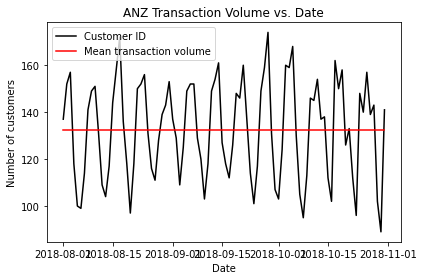 ANZ Transaction Volume vs. Date
Customer ID
Mean transaction volume
Number of customers
160
140
120
100
2018-08-01
2018-08-15
2018-09-01
2018-09-15
2018-10-01
2018-10-15
2018-11-01
Date